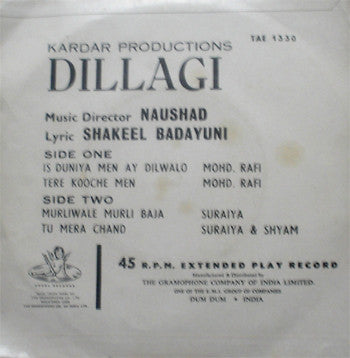 KARDAR PRODUCTIONS TAE 1330
DILLAGI
Music Director NAUSHAD
Lyric SHAKEEL BADAYUNI
SIDE ONE
IS DUNIYA MEN AY DILWALO MOHD. RAFI
TERE KOOCHE MEN MOHD. RAFI
SIDE TWO
MURLIWALE MURLI BAJA SURAIYA
TU MERA CHAND SURAIYA & SHYAM
45 R.P.M. EXTENDED PLAY RECORD
Manufactured & Distributed by
THE GRAMOPHONE COMPANY OF INDIA LIMITED.
ONE OF THE E.M.I. GROUP OF COMPANIES
DUM DUM • INDIA